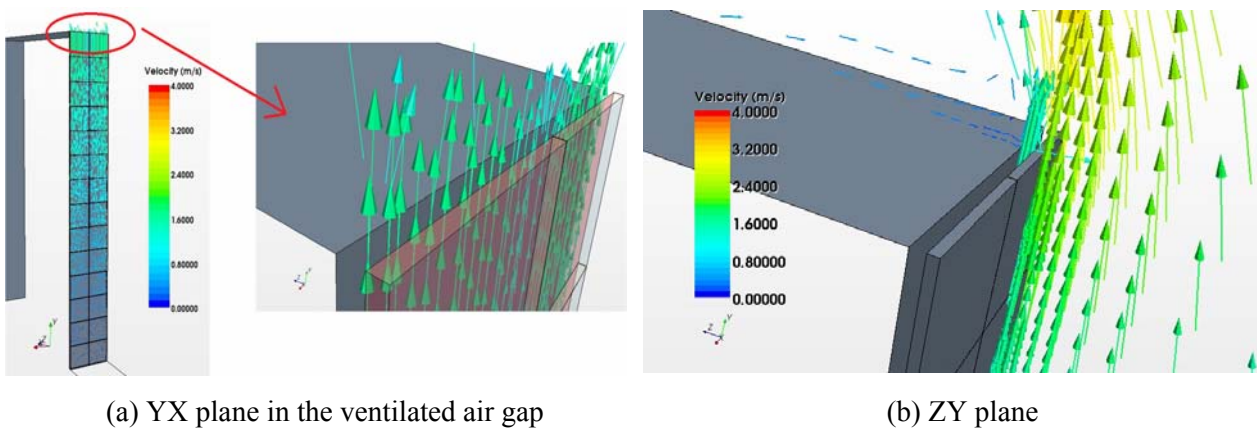 Velocity (m/s)
4.0000
3.2000
2.4000
1.6000
0.80000
0.00000
Y
Z
Velocity (m/s)
4.0000
3.2000
2.4000
1.6000
0.80000
0.00000
Z
Y
X
(a) YX plane in the ventilated air gap
(b) ZY plane